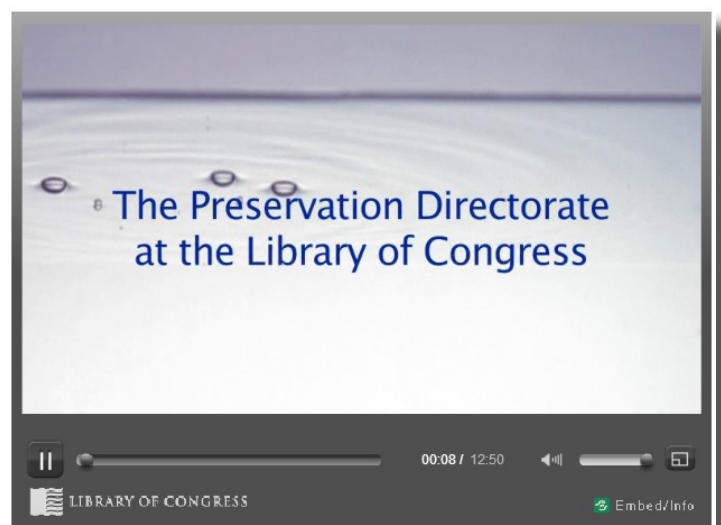 The Preservation Directorate
at the Library of Congress
00:08 / 12:50
LIBRARY OF CONGRESS
Embed/Info